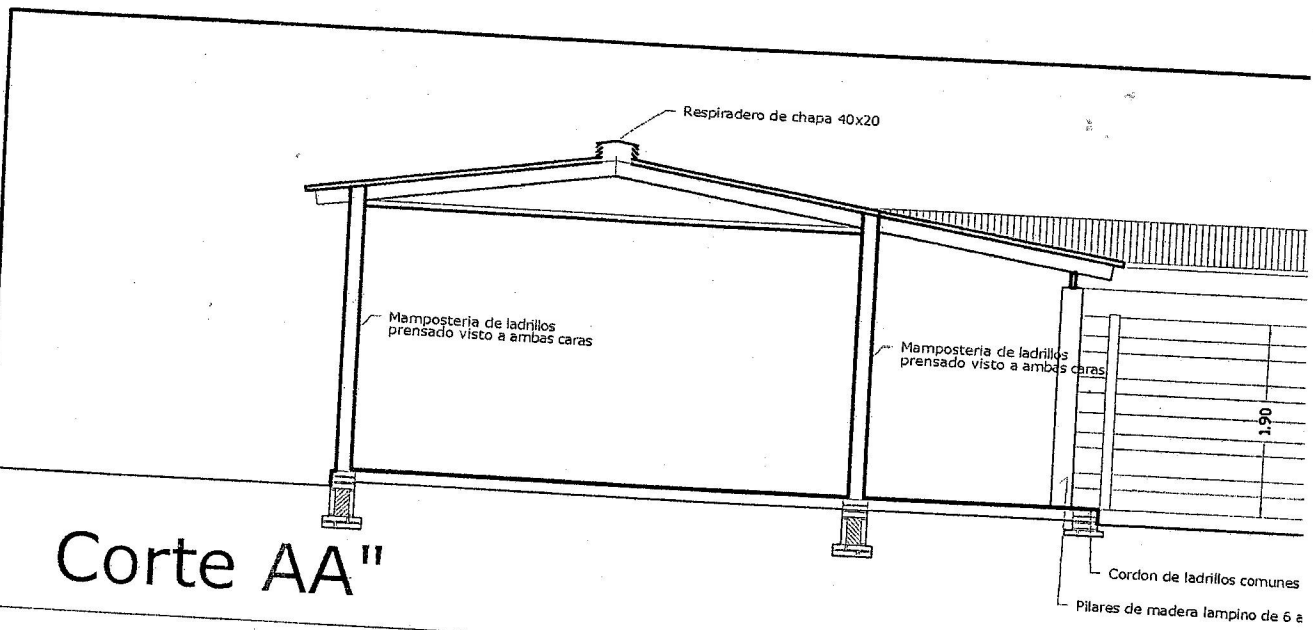 Respiradero de chapa 40x20
Mamposteria de ladrillos
prensado visto a ambas caras
Mamposteria de ladrillos
prensado visto a ambas caras
1.90
Corte AA"
Cordon de ladrillos comunes
Pilares de madera lampino de 6 a